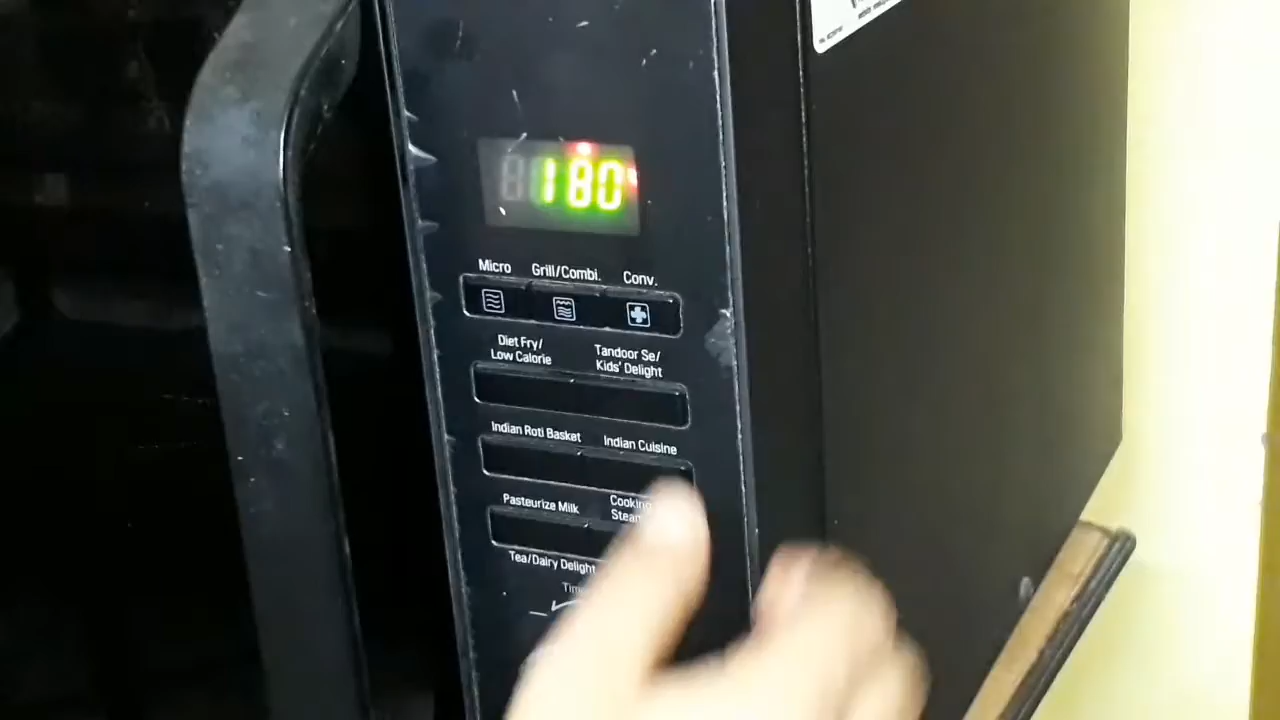 180
Micro Grill/Combi. Conv.
Diet Fry/
Low Calorie
Tandoor Se/
Kids' Delight
Indian Roti Basket Indian Cuisine
Pasteurize Milk
Cooking
Tea/Dairy Delight